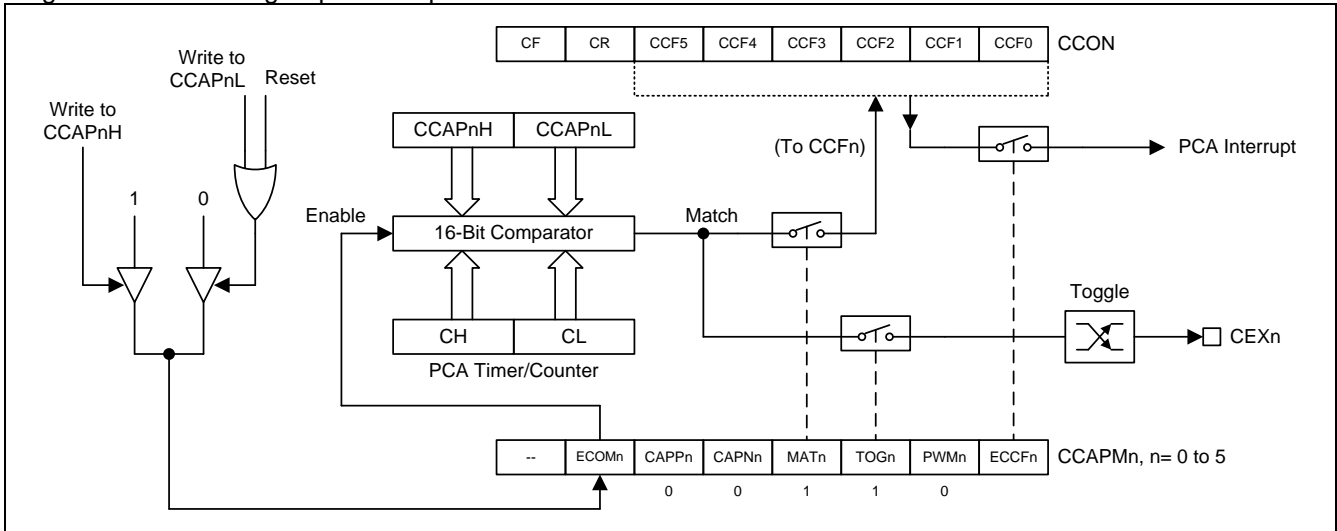 CF CR CCF5 CCF4 CCF3 CCF2 CCF1 CCF0 CCON
Write to
CCAPnL
Reset
Write to
CCAPnH
CCAPnH CCAPnL
(To CCFn)
PCA Interrupt
1 0
Enable
16-Bit Comparator
Match
Toggle
CH CL
CEXn
PCA Timer/Counter
-- ECOMn CAPPn CAPNn MATn TOGn PWMn ECCFn CCAPMn, n= 0 to 5
0 0 1 1 0